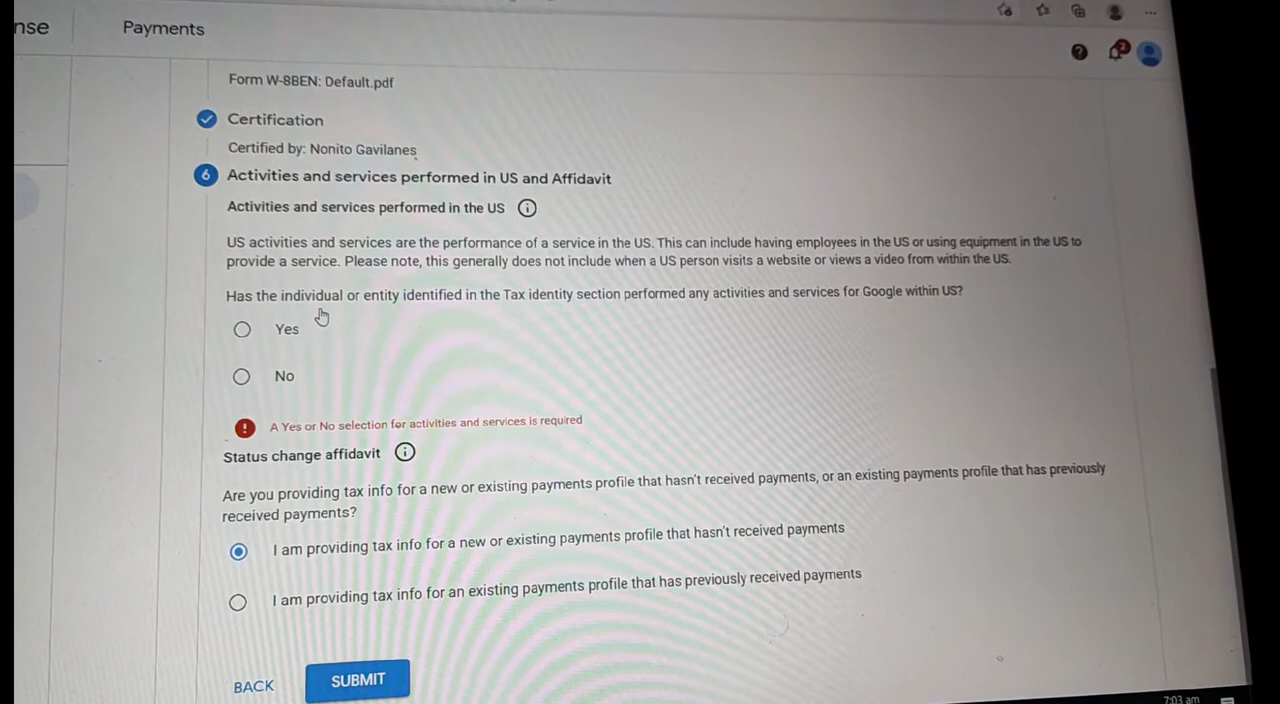 nse
Payments
2
Form W-8BEN: Default.pdf
Certification
Certified by: Nonito Gavilanes
6 Activities and services performed in US and Affidavit
Activities and services performed in the US
US activities and services are the performance of a service in the US. This can include having employees in the US or using equipment in the US to
provide a service. Please note, this generally does not include when a US person visits a website or views a video from within the US.
Has the individual or entity identified in the Tax identity section performed any activities and services for Google within US?
Yes
No
A Yes or No selection for activities and services is required
Status change affidavit
Are you providing tax info for a new or existing payments profile that hasn't received payments, or an existing payments profile that has previously
received payments?
I am providing tax info for a new or existing payments profile that hasn't received payments
I am providing tax info for an existing payments profile that has previously received payments
BACK
SUBMIT
7:03 am